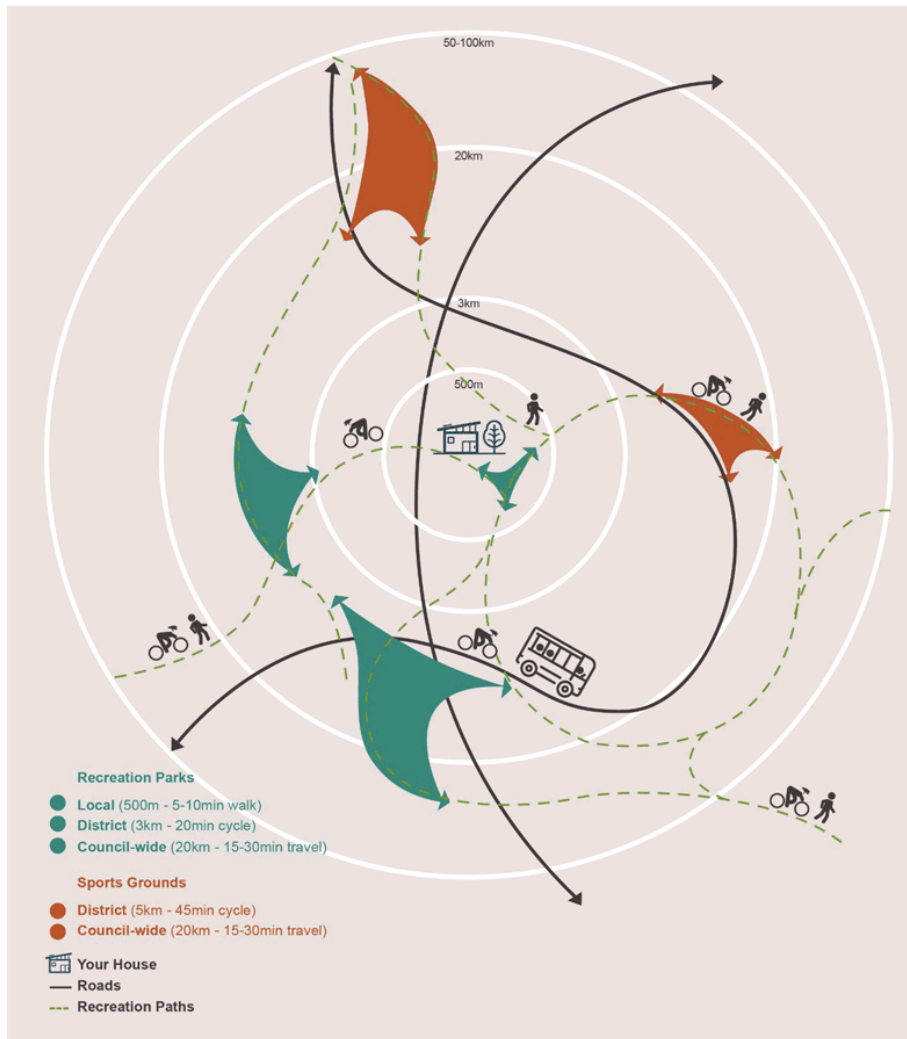 50-100km
20km
3km
500m
Recreation Parks
Local (500m - 5-10min walk)
District (3km - 20min cycle)
Council-wide (20km - 15-30min travel)
Sports Grounds
District (5km - 45min cycle)
Council-wide (20km - 15-30min travel)
Your House
Roads
Recreation Paths